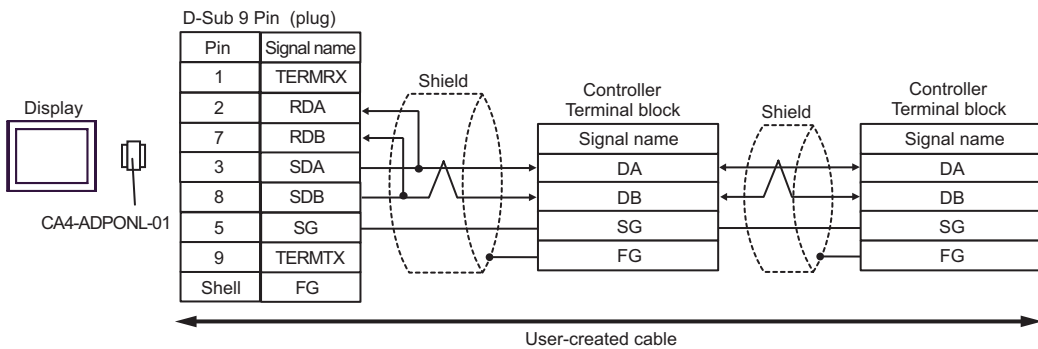 D-Sub 9 Pin (plug)
Pin Signal name
1 TERMRX
2 RDA
7 RDB
3 SDA
8 SDB
5 SG
9 TERMTX
Shell FG
Display
CA4-ADPONL-01
Shield
Controller
Terminal block
Signal name
DA
DB
SG
FG
Shield
Controller
Terminal block
Signal name
DA
DB
SG
FG
User-created cable